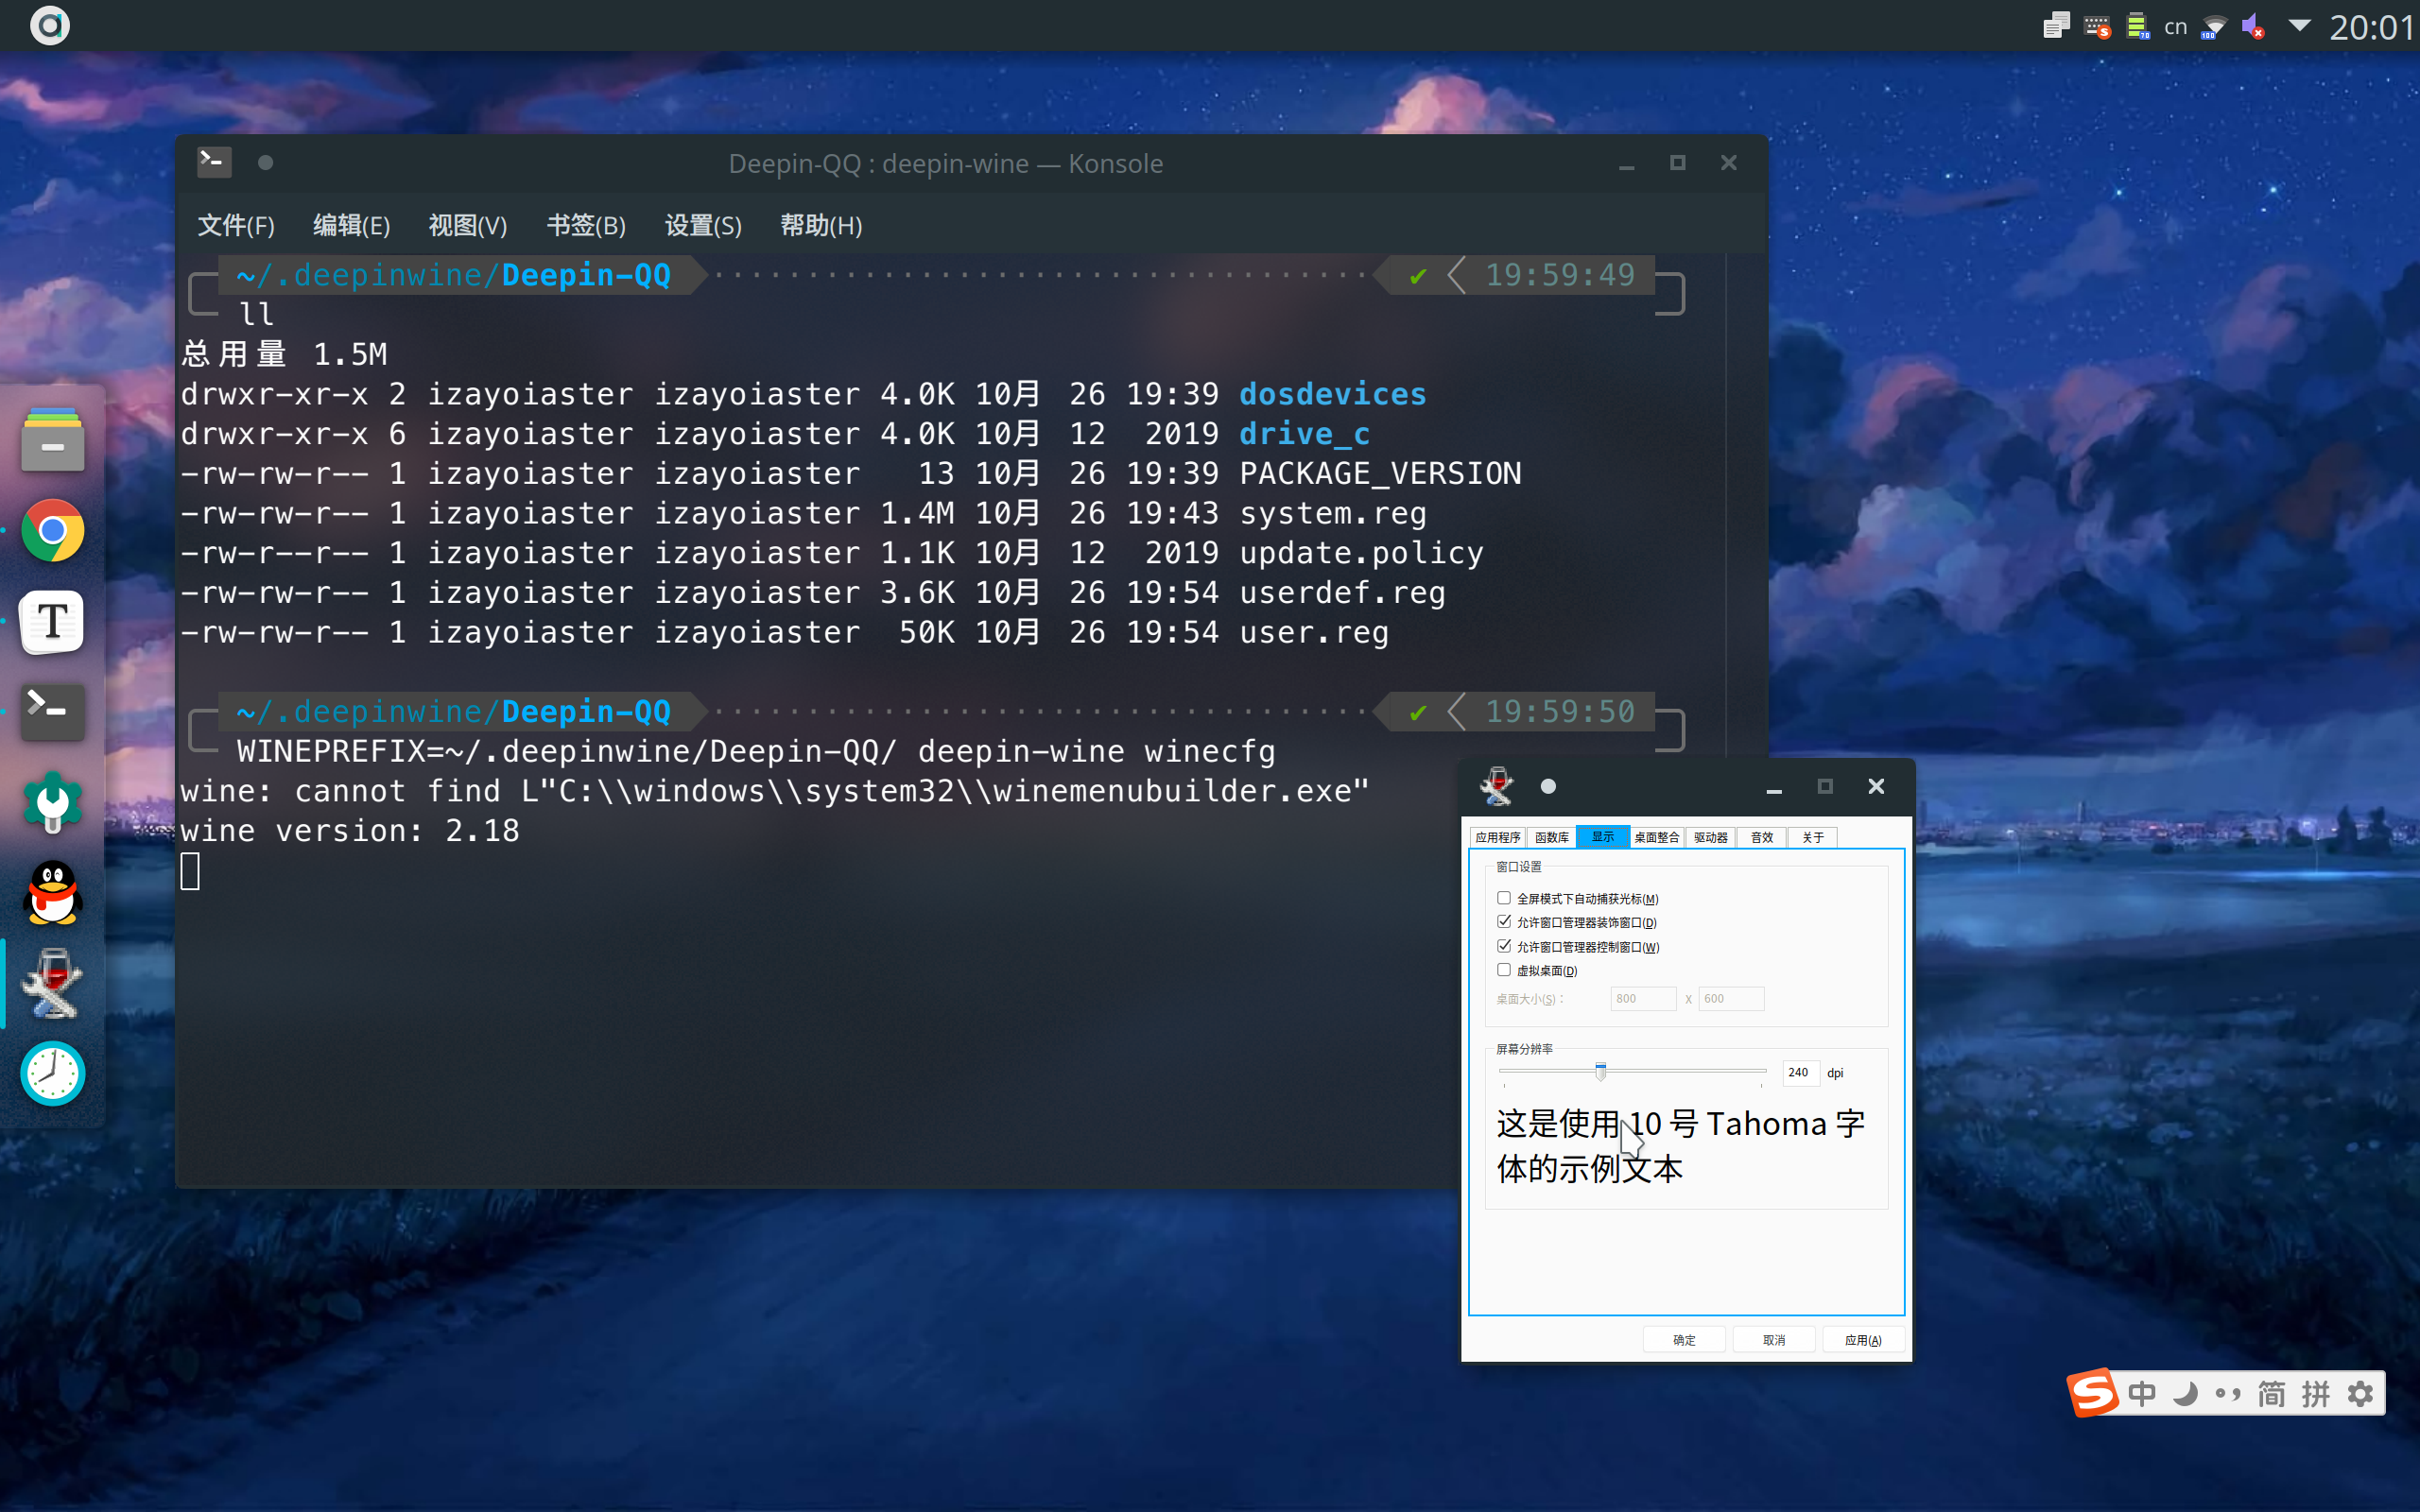 cn 20:01
Deepin-QQ : deepin-wine — Konsole
文件(F) 编辑(E) 视图(V) 书签(B) 设置(S) 帮助(H)
~/.deepinwine/Deepin-QQ ✔ 19:59:49
ll
总用量 1.5M
drwxr-xr-x 2 izayoiaster izayoiaster 4.0K 10月 26 19:39 dosdevices
drwxr-xr-x 6 izayoiaster izayoiaster 4.0K 10月 12 2019 drive_c
-rw-rw-r-- 1 izayoiaster izayoiaster 13 10月 26 19:39 PACKAGE_VERSION
-rw-rw-r-- 1 izayoiaster izayoiaster 1.4M 10月 26 19:43 system.reg
-rw-r--r-- 1 izayoiaster izayoiaster 1.1K 10月 12 2019 update.policy
-rw-rw-r-- 1 izayoiaster izayoiaster 3.6K 10月 26 19:54 userdef.reg
-rw-rw-r-- 1 izayoiaster izayoiaster 50K 10月 26 19:54 user.reg
~/.deepinwine/Deepin-QQ ✔ 19:59:50
WINEPREFIX=~/.deepinwine/Deepin-QQ/ deepin-wine winecfg
wine: cannot find L"C:\\windows\\system32\\winemenubuilder.exe"
wine version: 2.18
应用程序 函数库 显示 桌面整合 驱动器 音效 关于
窗口设置
全屏模式下自动捕获光标(M)
允许窗口管理器装饰窗口(D)
允许窗口管理器控制窗口(W)
虚拟桌面(D)
桌面大小(S)： 800 X 600
屏幕分辨率
240 dpi
这是使用 10 号 Tahoma 字
体的示例文本
确定 取消 应用(A)
S 中 简 拼